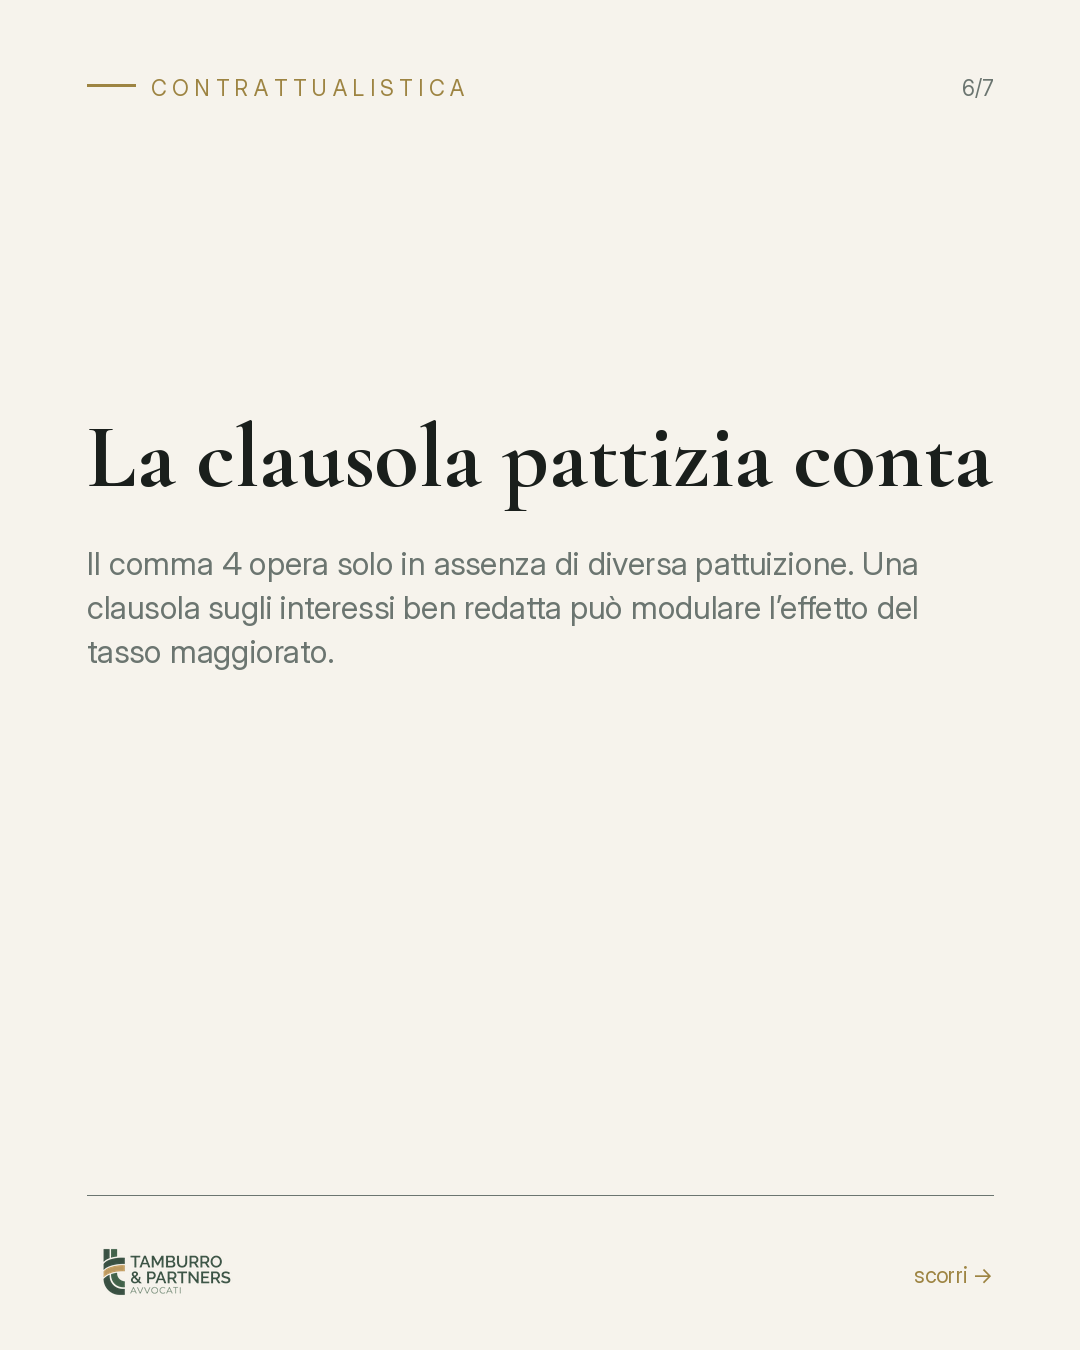 CONTRATTUALISTICA
6/7
La clausola pattizia conta
Il comma 4 opera solo in assenza di diversa pattuizione. Una
clausola sugli interessi ben redatta può modulare l’effetto del
tasso maggiorato.
TAMBURRO
& PARTNERS
AVVOCATI
scorri →